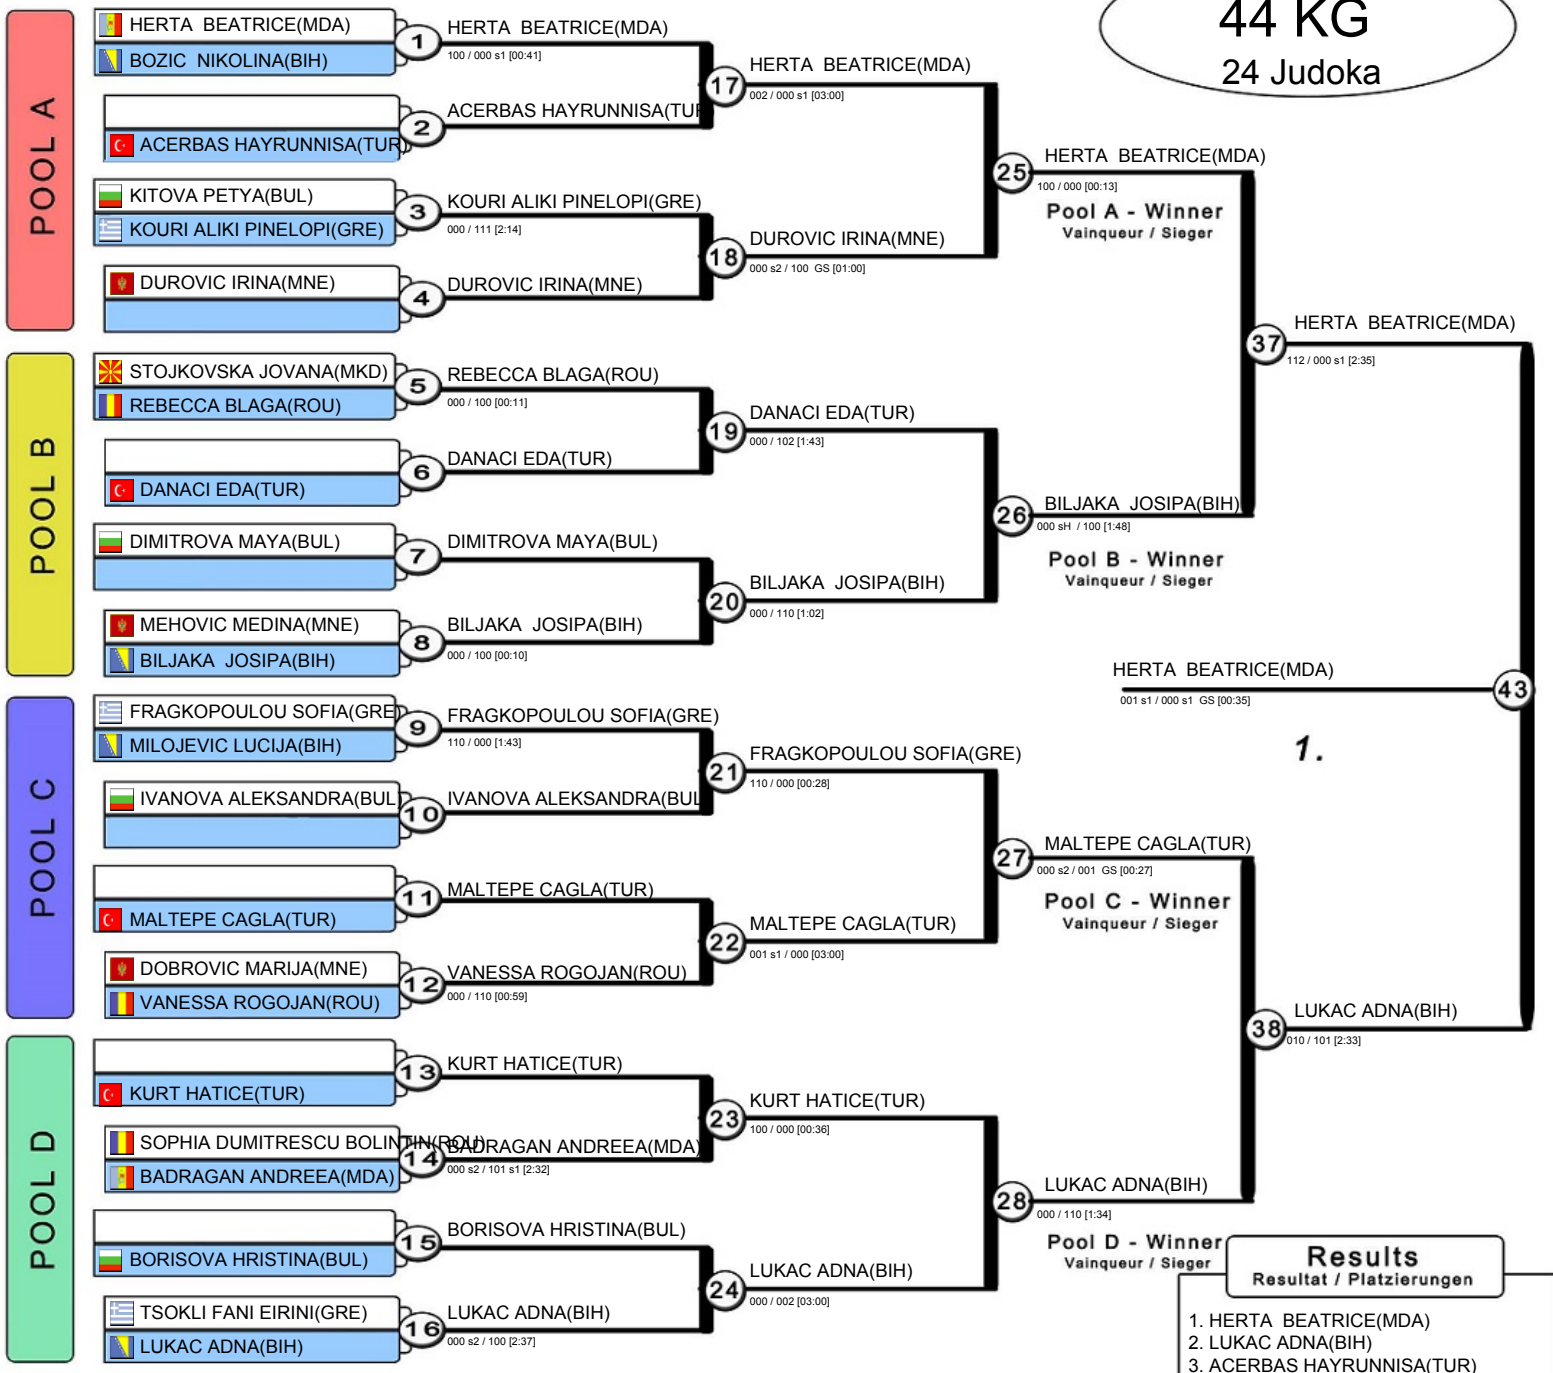 44 KG
24 Judoka
POOL A
HERTA BEATRICE(MDA)
BOZIC NIKOLINA(BIH)
1
HERTA BEATRICE(MDA)
100 / 000 s1 [00:41]
ACERBAS HAYRUNNISA(TUR)
2
ACERBAS HAYRUNNISA(TUR
KITOVA PETYA(BUL)
KOURI ALIKI PINELOPI(GRE)
3
KOURI ALIKI PINELOPI(GRE)
000 / 111 [2:14]
DUROVIC IRINA(MNE)
4
DUROVIC IRINA(MNE)
17
HERTA BEATRICE(MDA)
002 / 000 s1 [03:00]
18
DUROVIC IRINA(MNE)
000 s2 / 100 GS [01:00]
25
HERTA BEATRICE(MDA)
100 / 000 [00:13]
Pool A - Winner
Vainqueur / Sieger
POOL B
STOJKOVSKA JOVANA(MKD)
REBECCA BLAGA(ROU)
5
REBECCA BLAGA(ROU)
000 / 100 [00:11]
DANACI EDA(TUR)
6
DANACI EDA(TUR)
DIMITROVA MAYA(BUL)
7
DIMITROVA MAYA(BUL)
MEHOVIC MEDINA(MNE)
BILJAKA JOSIPA(BIH)
8
BILJAKA JOSIPA(BIH)
000 / 100 [00:10]
19
DANACI EDA(TUR)
000 / 102 [1:43]
20
BILJAKA JOSIPA(BIH)
000 / 110 [1:02]
26
BILJAKA JOSIPA(BIH)
000 sH / 100 [1:48]
Pool B - Winner
Vainqueur / Sieger
37
HERTA BEATRICE(MDA)
112 / 000 s1 [2:35]
HERTA BEATRICE(MDA)
43
001 s1 / 000 s1 GS [00:35]
1.
POOL C
FRAGKOPOULOU SOFIA(GRE)
MILOJEVIC LUCIJA(BIH)
9
FRAGKOPOULOU SOFIA(GRE)
110 / 000 [1:43]
IVANOVA ALEKSANDRA(BUL)
10
IVANOVA ALEKSANDRA(BUL
MALTEPE CAGLA(TUR)
11
MALTEPE CAGLA(TUR)
DOBROVIC MARIJA(MNE)
VANESSA ROGOJAN(ROU)
12
VANESSA ROGOJAN(ROU)
000 / 110 [00:59]
21
FRAGKOPOULOU SOFIA(GRE)
110 / 000 [00:28]
22
MALTEPE CAGLA(TUR)
001 s1 / 000 [03:00]
27
MALTEPE CAGLA(TUR)
000 s2 / 001 GS [00:27]
Pool C - Winner
Vainqueur / Sieger
38
LUKAC ADNA(BIH)
010 / 101 [2:33]
POOL D
KURT HATICE(TUR)
13
KURT HATICE(TUR)
SOPHIA DUMITRESCU BOLINTIN(ROU)
BADRAGAN ANDREEA(MDA)
14
BADRAGAN ANDREEA(MDA)
000 s2 / 101 s1 [2:32]
BORISOVA HRISTINA(BUL)
15
BORISOVA HRISTINA(BUL)
TSOKLI FANI EIRINI(GRE)
LUKAC ADNA(BIH)
16
LUKAC ADNA(BIH)
000 s2 / 100 [2:37]
23
KURT HATICE(TUR)
100 / 000 [00:36]
24
LUKAC ADNA(BIH)
000 / 002 [03:00]
28
LUKAC ADNA(BIH)
000 / 110 [1:34]
Pool D - Winner
Vainqueur / Sieger
Results
Resultat / Platzierungen
1. HERTA BEATRICE(MDA)
2. LUKAC ADNA(BIH)
3. ACERBAS HAYRUNNISA(TUR)